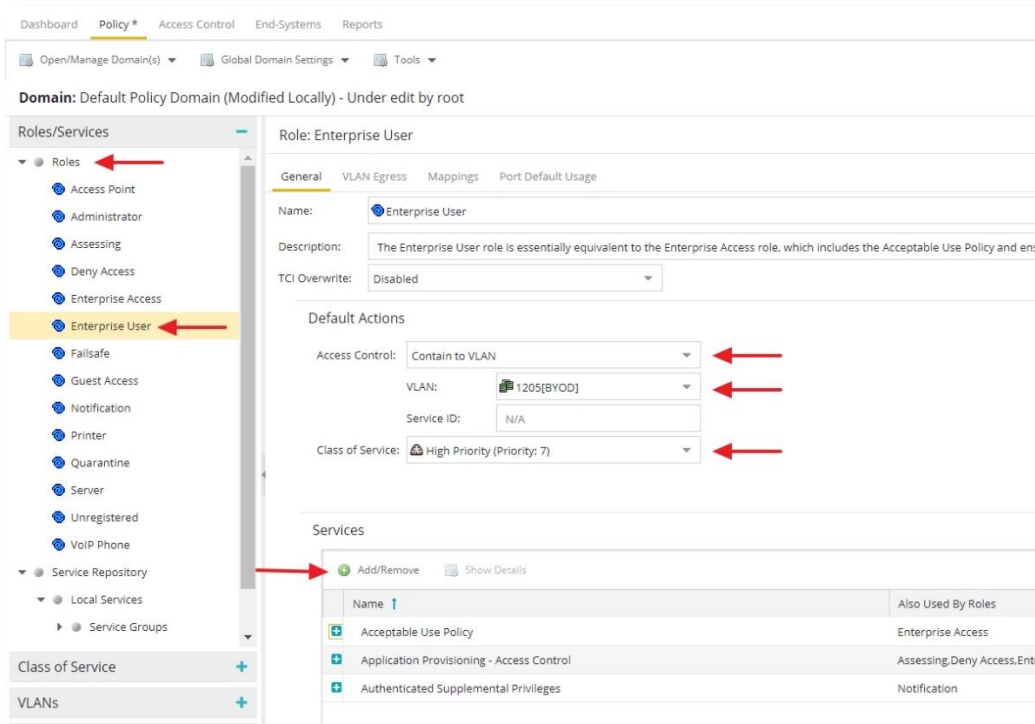 Dashboard Policy * Access Control End-Systems Reports
Open/Manage Domain(s) Global Domain Settings Tools
Domain: Default Policy Domain (Modified Locally) - Under edit by root
Roles/Services
Roles
Access Point
Administrator
Assessing
Deny Access
Enterprise Access
Enterprise User
Failsafe
Guest Access
Notification
Printer
Quarantine
Server
Unregistered
VoIP Phone
Service Repository
Local Services
Service Groups
Class of Service
VLANs
Role: Enterprise User
General VLAN Egress Mappings Port Default Usage
Name: Enterprise User
Description: The Enterprise User role is essentially equivalent to the Enterprise Access role, which includes the Acceptable Use Policy and ens
TCI Overwrite: Disabled
Default Actions
Access Control: Contain to VLAN
VLAN: 1205[BYOD]
Service ID: N/A
Class of Service: High Priority (Priority: 7)
Services
Add/Remove Show Details
Name Also Used By Roles
Acceptable Use Policy Enterprise Access
Application Provisioning - Access Control Assessing,Deny Access,Ent
Authenticated Supplemental Privileges Notification